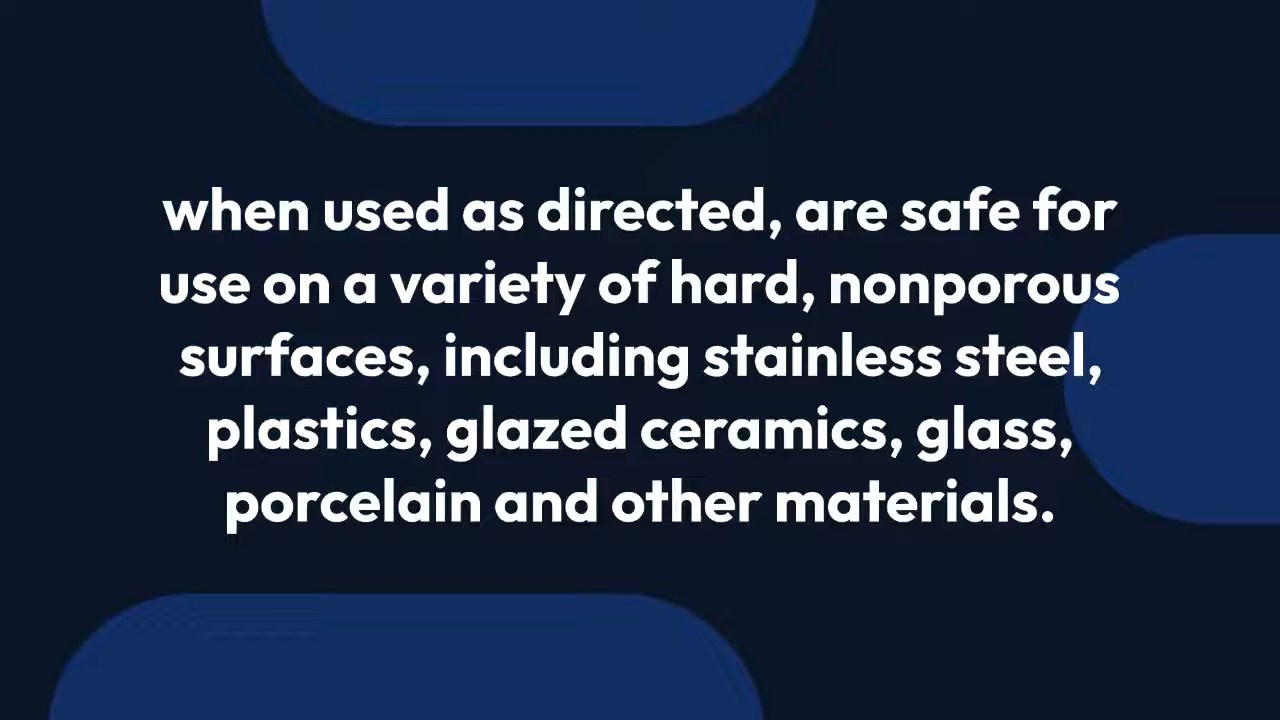 when used as directed, are safe for
use on a variety of hard, nonporous
surfaces, including stainless steel,
plastics, glazed ceramics, glass,
porcelain and other materials.